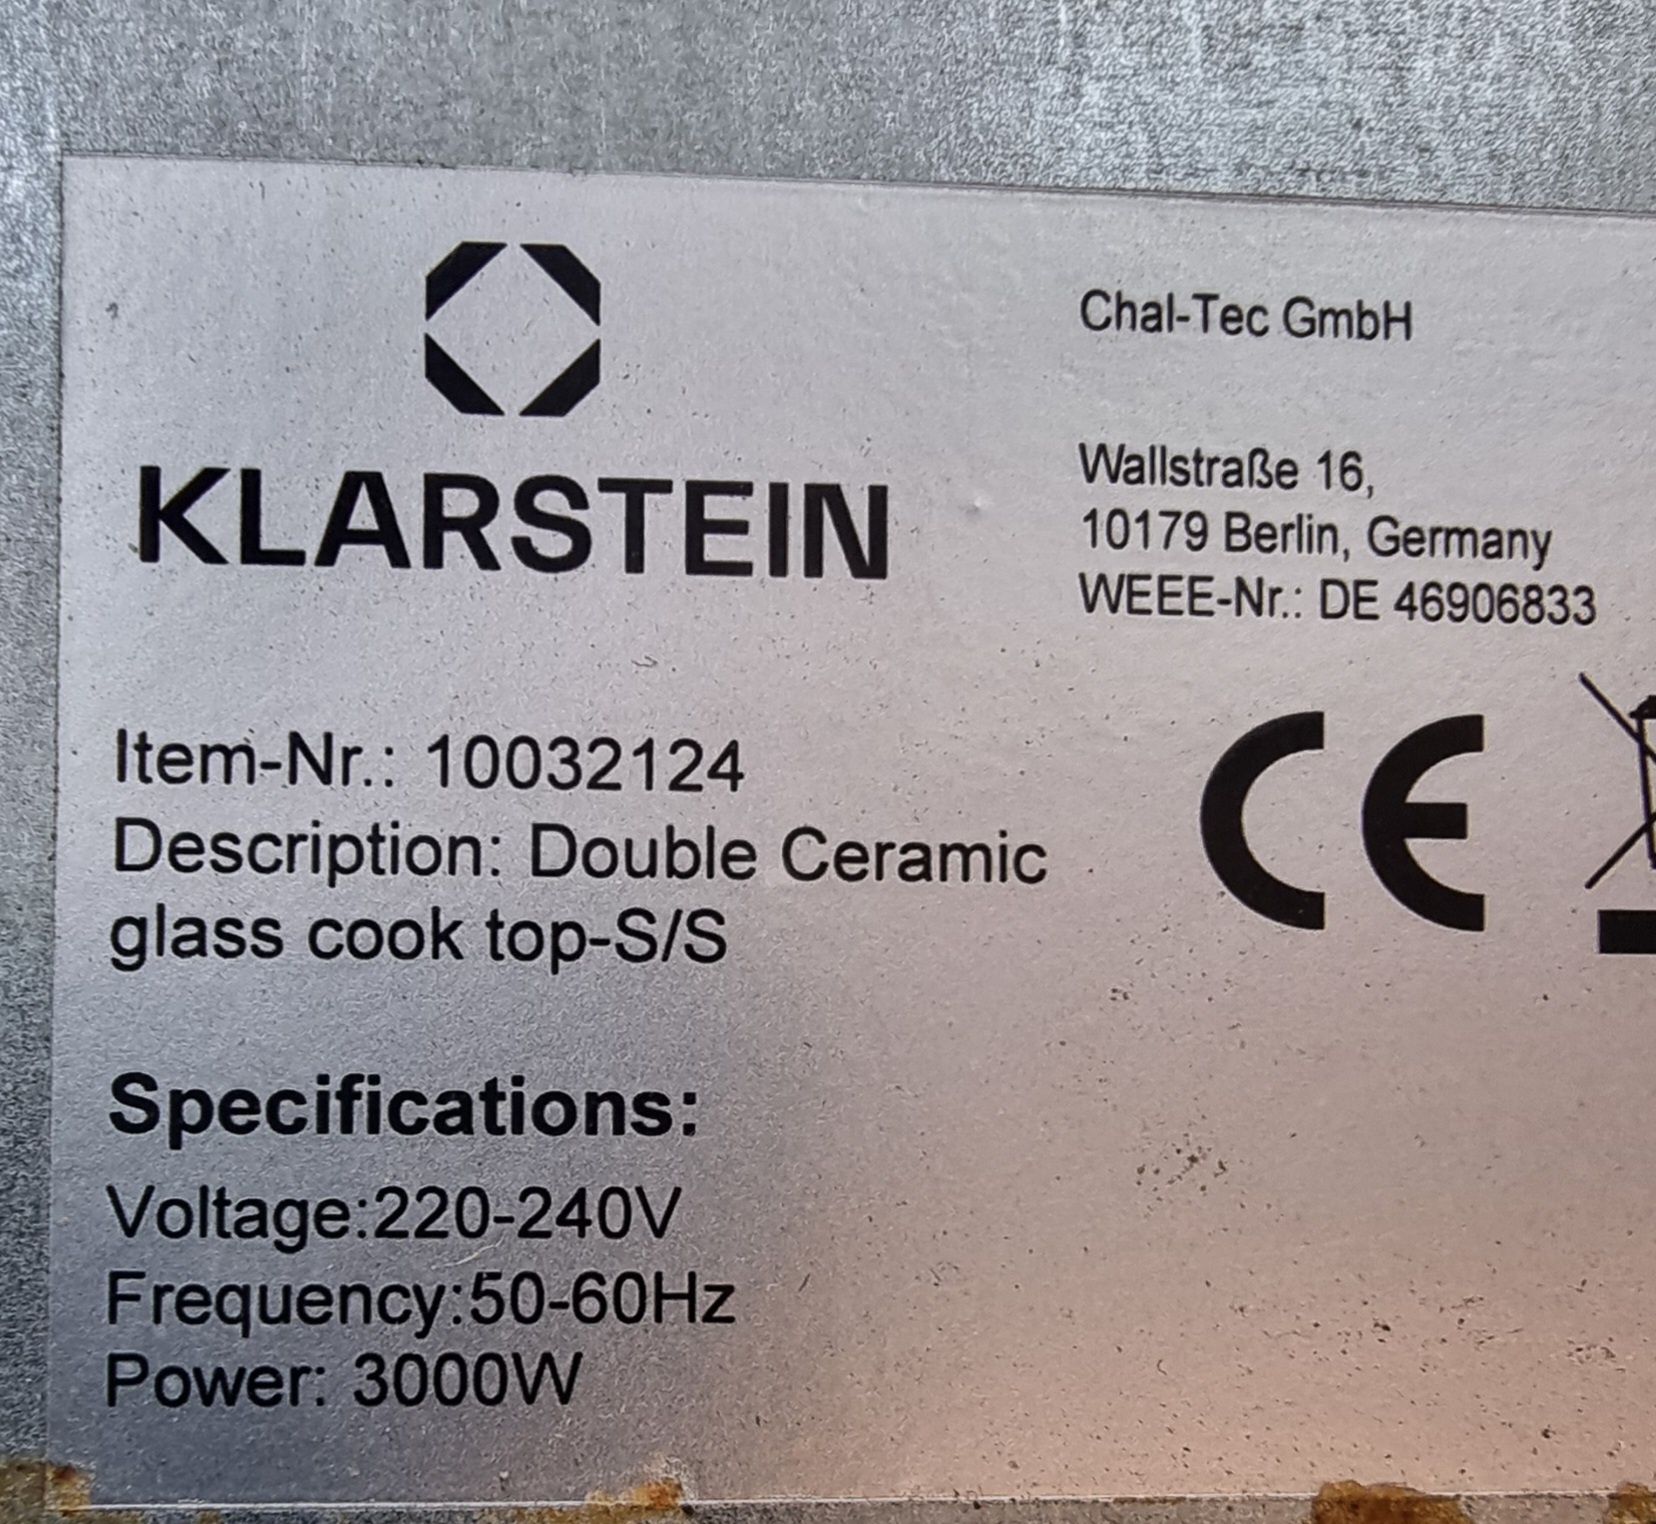 KLARSTEIN
Chal-Tec GmbH
Wallstraße 16,
10179 Berlin, Germany
WEEE-Nr.: DE 46906833
Item-Nr.: 10032124
Description: Double Ceramic
glass cook top-S/S
CE
Specifications:
Voltage:220-240V
Frequency:50-60Hz
Power: 3000W